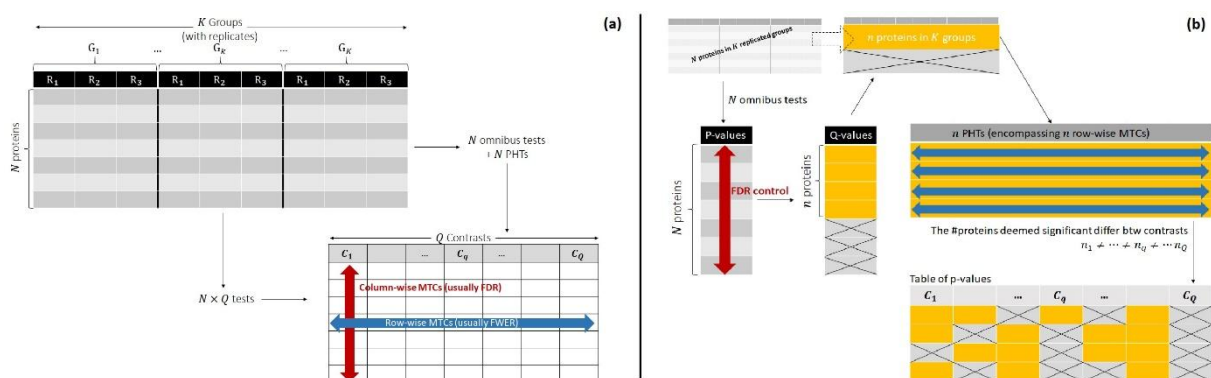 (a)
K Groups
(with replicates)
G1 ... Gk ... GK
R1 R2 R3 R1 R2 R3 R1 R2 R3
N proteins
N omnibus tests
+ N PHTs
Q Contrasts
C1 ... Cq ... CQ
N × Q tests
Column-wise MTCs (usually FDR)
Row-wise MTCs (usually FWER)
(b)
N proteins in K replicated groups
n proteins in K groups
N omnibus tests
P-values
Q-values
n PHTs (encompassing n row-wise MTCs)
N proteins
FDR control
n proteins
The #proteins deemed significant differ btw contrasts
n1 ≠ ⋯ ≠ nq ≠ ⋯ nQ
Table of p-values
C1 ... Cq ... CQ